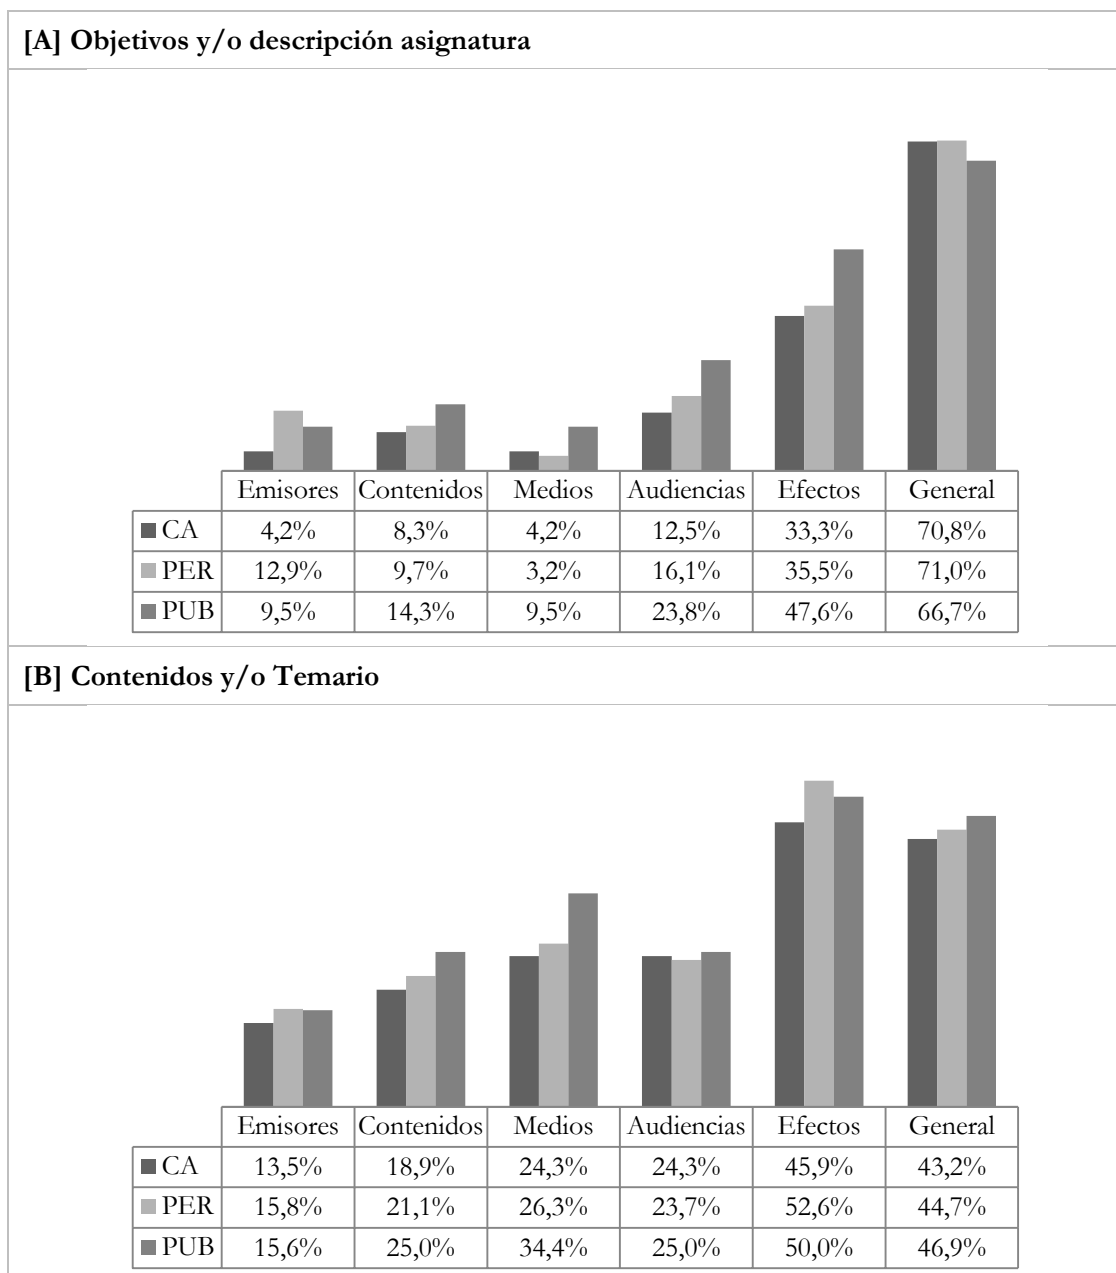 [A] Objetivos y/o descripción asignatura
Emisores Contenidos Medios Audiencias Efectos General
CA 4,2% 8,3% 4,2% 12,5% 33,3% 70,8%
PER 12,9% 9,7% 3,2% 16,1% 35,5% 71,0%
PUB 9,5% 14,3% 9,5% 23,8% 47,6% 66,7%
[B] Contenidos y/o Temario
Emisores Contenidos Medios Audiencias Efectos General
CA 13,5% 18,9% 24,3% 24,3% 45,9% 43,2%
PER 15,8% 21,1% 26,3% 23,7% 52,6% 44,7%
PUB 15,6% 25,0% 34,4% 25,0% 50,0% 46,9%